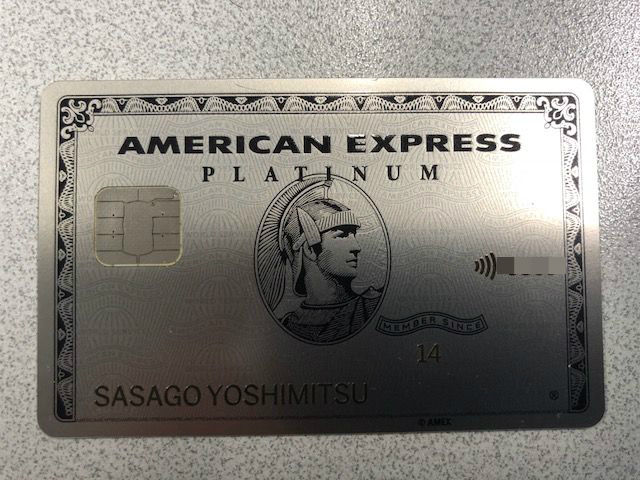 AMERICAN EXPRESS
PLATINUM
MEMBER SINCE
14
SASAGO YOSHIMITSU
®
© AMEX